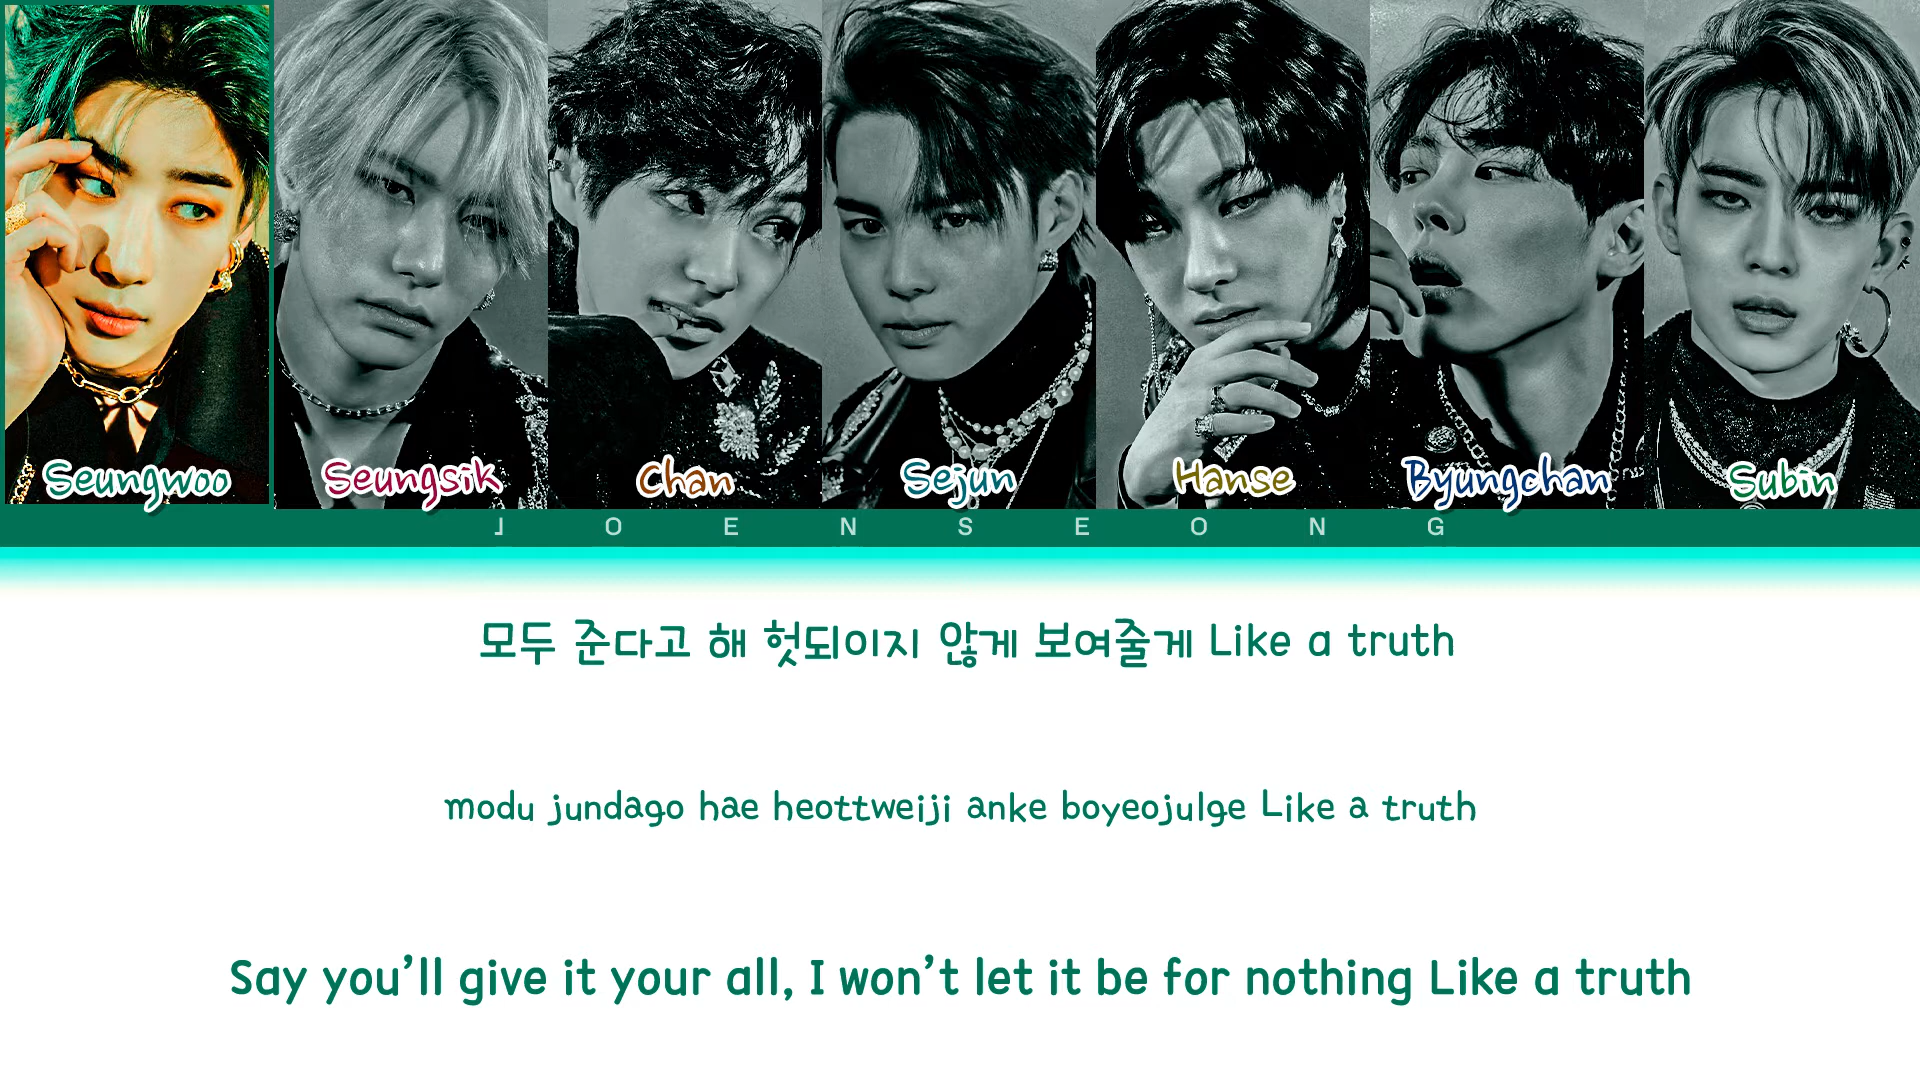 Seungwoo Seungsik Chan Sejun Hanse Byungchan Subin
J O E N S E O N G
모두 준다고 해 헛되이지 않게 보여줄게 Like a truth
modu jundago hae heottweiji anke boyeojulge Like a truth
Say you’ll give it your all, I won’t let it be for nothing Like a truth